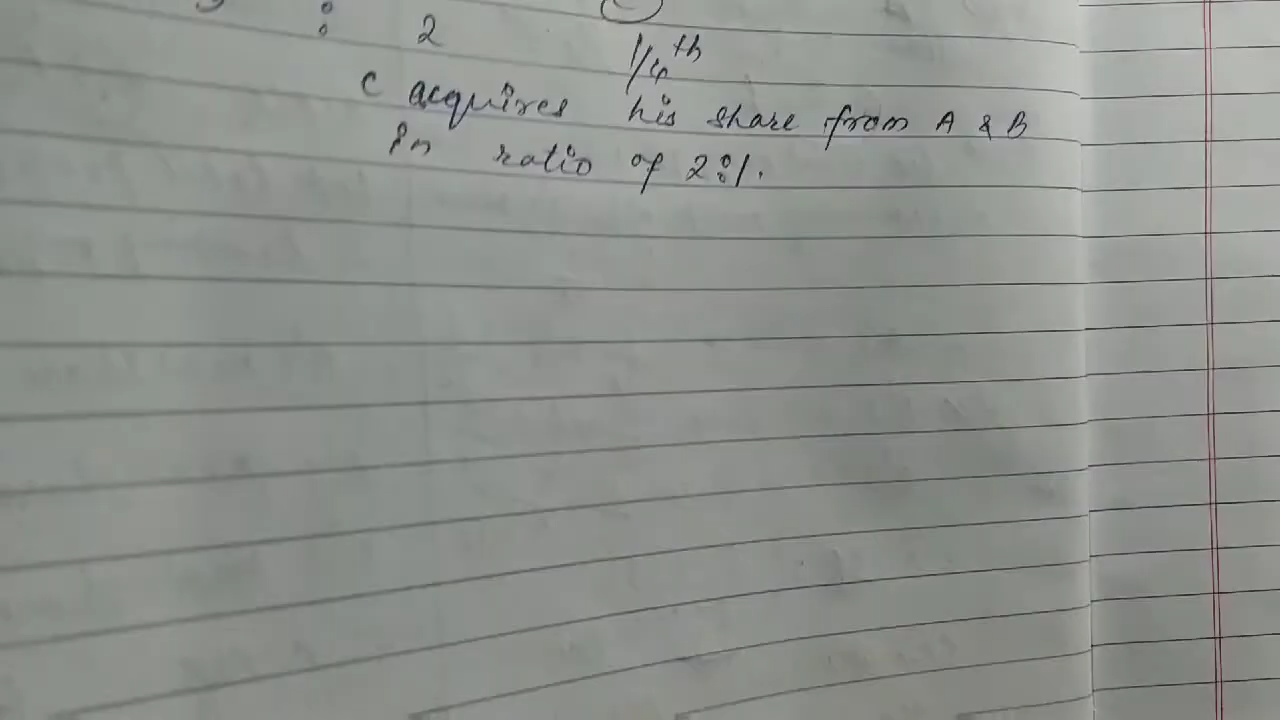 : 2 1/4th
C acquires his share from A & B
in ratio of 2:1.